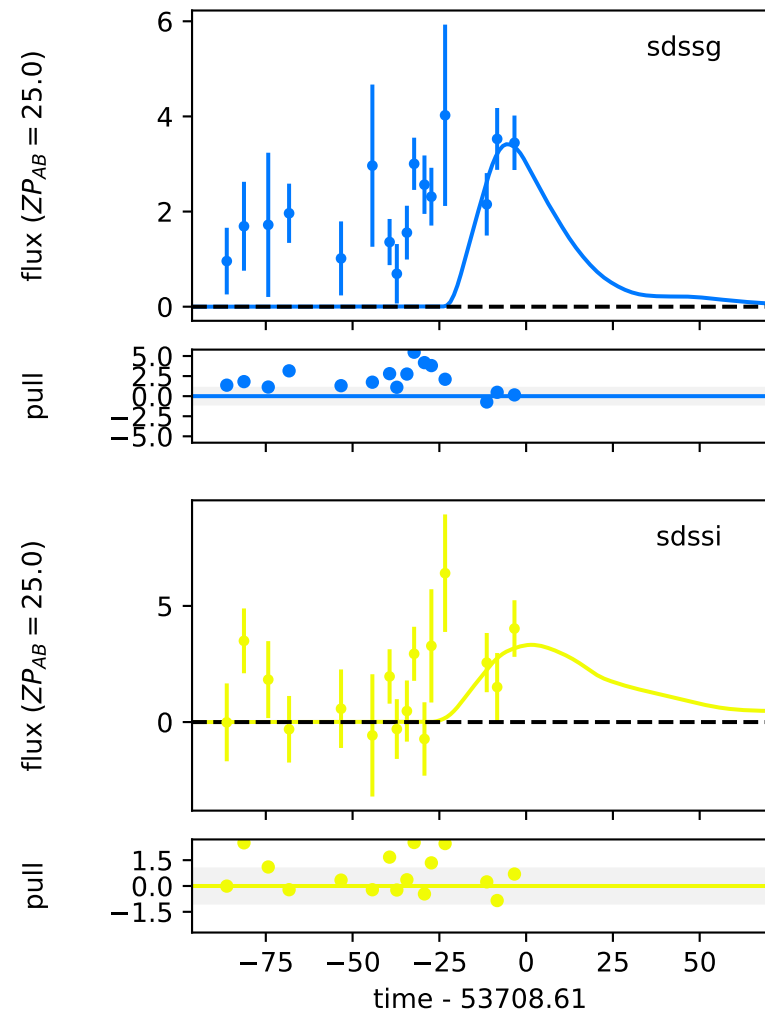 6
4
2
0
flux (ZP_AB = 25.0)
sdssg
5.0
2.5
0.0
−2.5
−5.0
pull
5
0
flux (ZP_AB = 25.0)
sdssi
1.5
0.0
−1.5
pull
−75 −50 −25 0 25 50
time - 53708.61